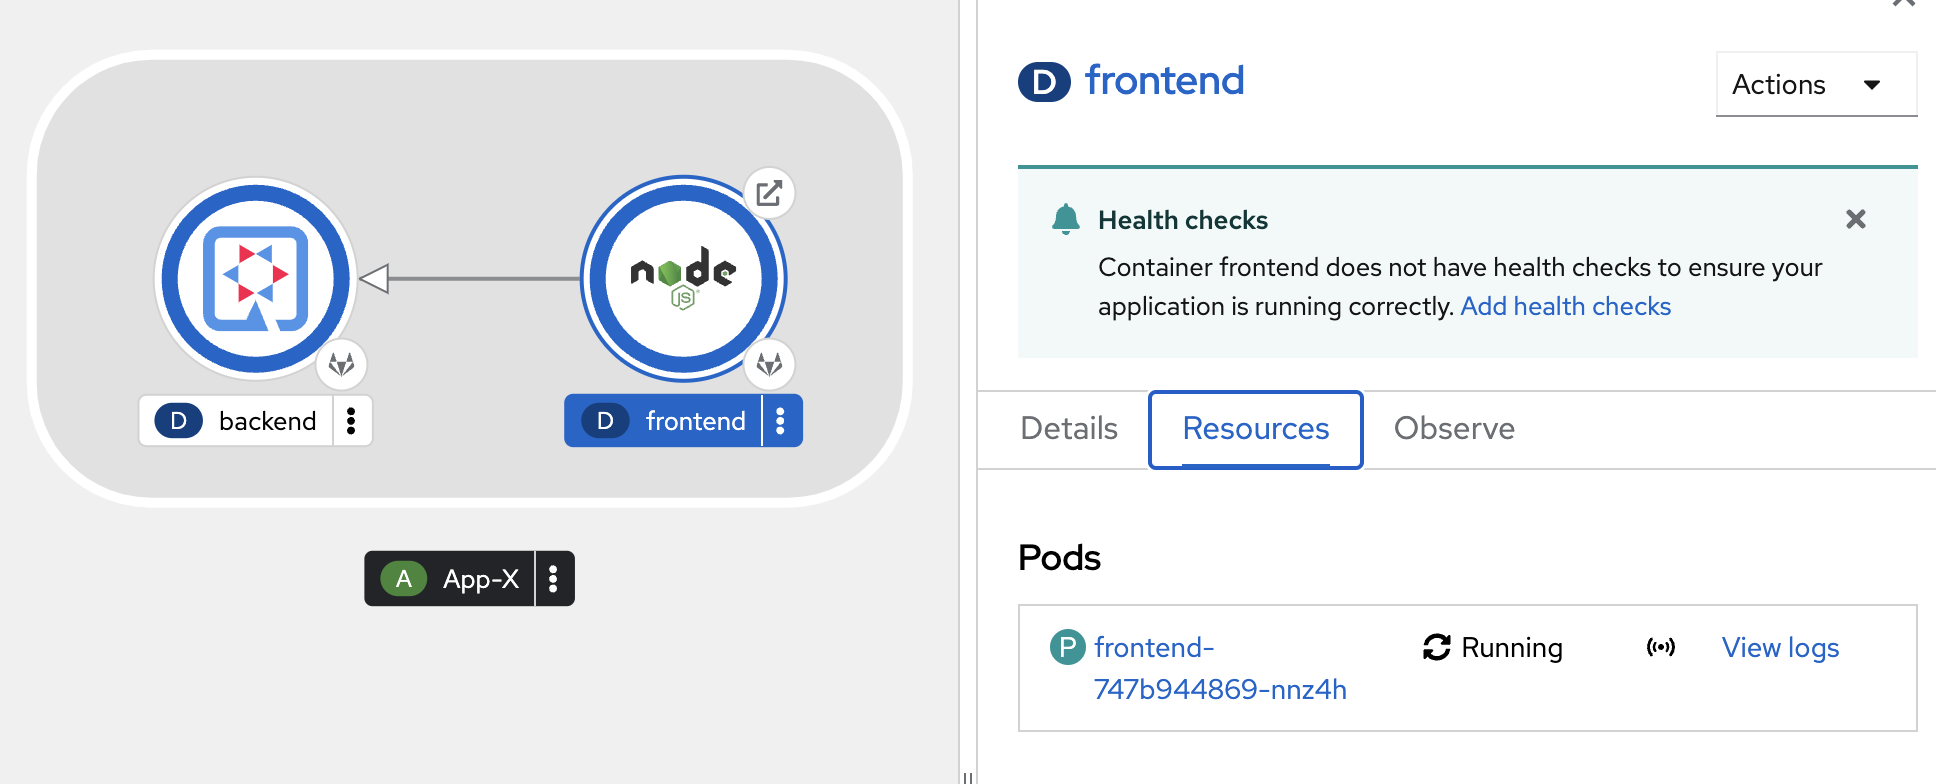 node
JS
D backend
D frontend
A App-X
D frontend
Actions
Health checks
Container frontend does not have health checks to ensure your
application is running correctly. Add health checks
Details Resources Observe
Pods
P frontend-
747b944869-nnz4h
Running
View logs